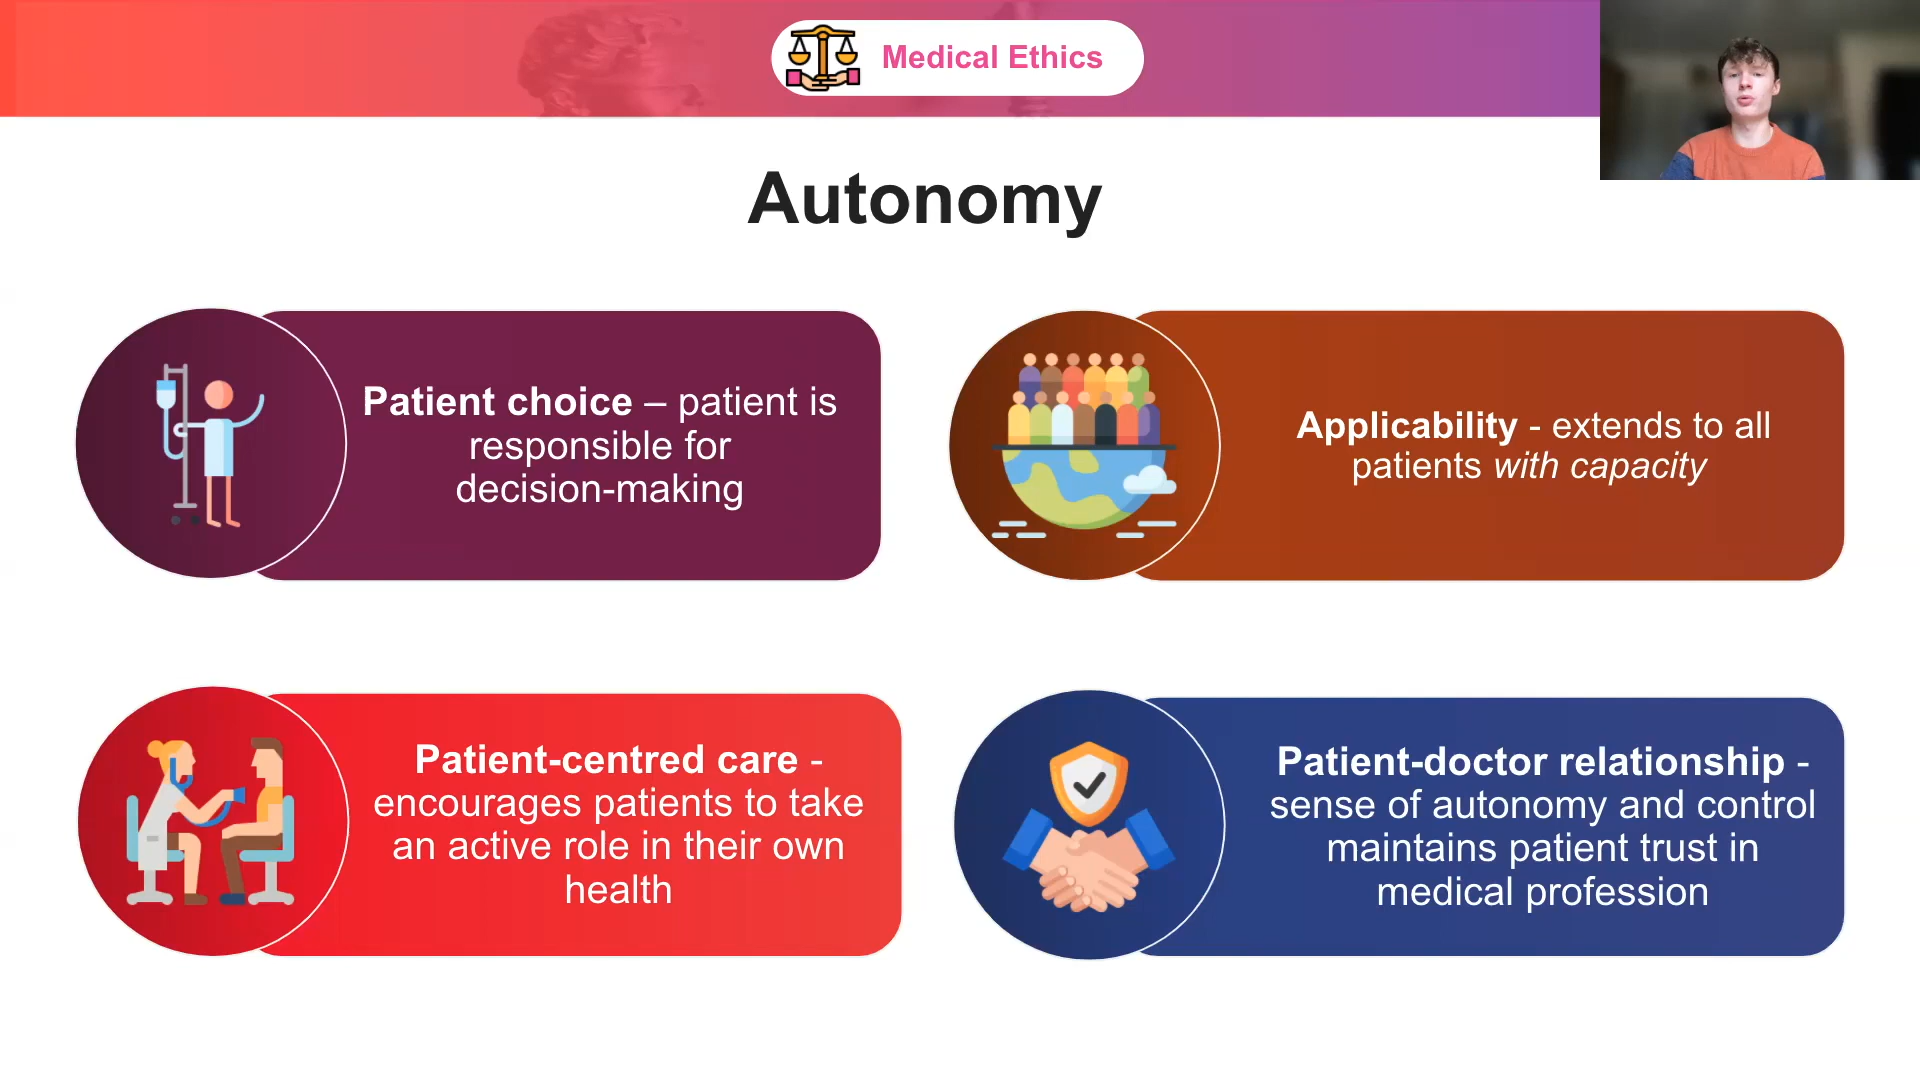 Medical Ethics
Autonomy
Patient choice – patient is
responsible for
decision-making
Applicability - extends to all
patients with capacity
Patient-centred care -
encourages patients to take
an active role in their own
health
Patient-doctor relationship -
sense of autonomy and control
maintains patient trust in
medical profession